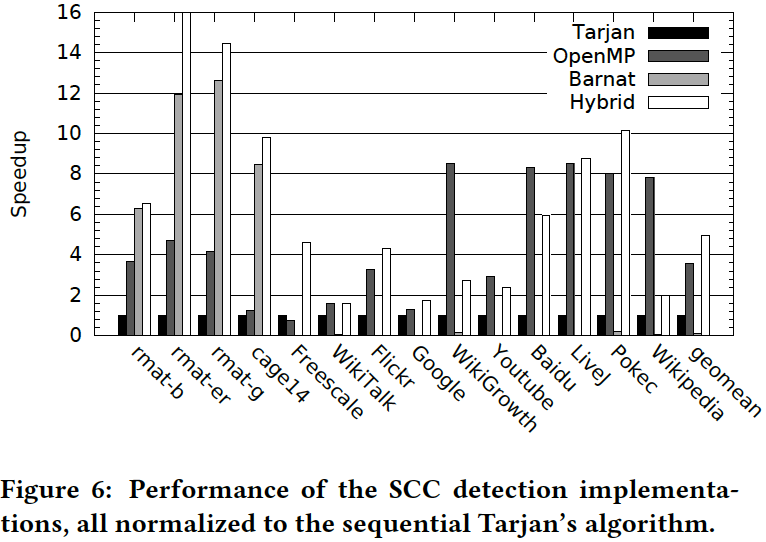 16
14
12
10
8
6
4
2
0
Speedup
Tarjan
OpenMP
Barnat
Hybrid
rmat-b
rmat-er
rmat-g
cage14
Freescale
WikiTalk
Flickr
Google
WikiGrowth
Youtube
Baidu
LiveJ
Pokec
Wikipedia
geomean
Figure 6: Performance of the SCC detection implementa-
tions, all normalized to the sequential Tarjan's algorithm.